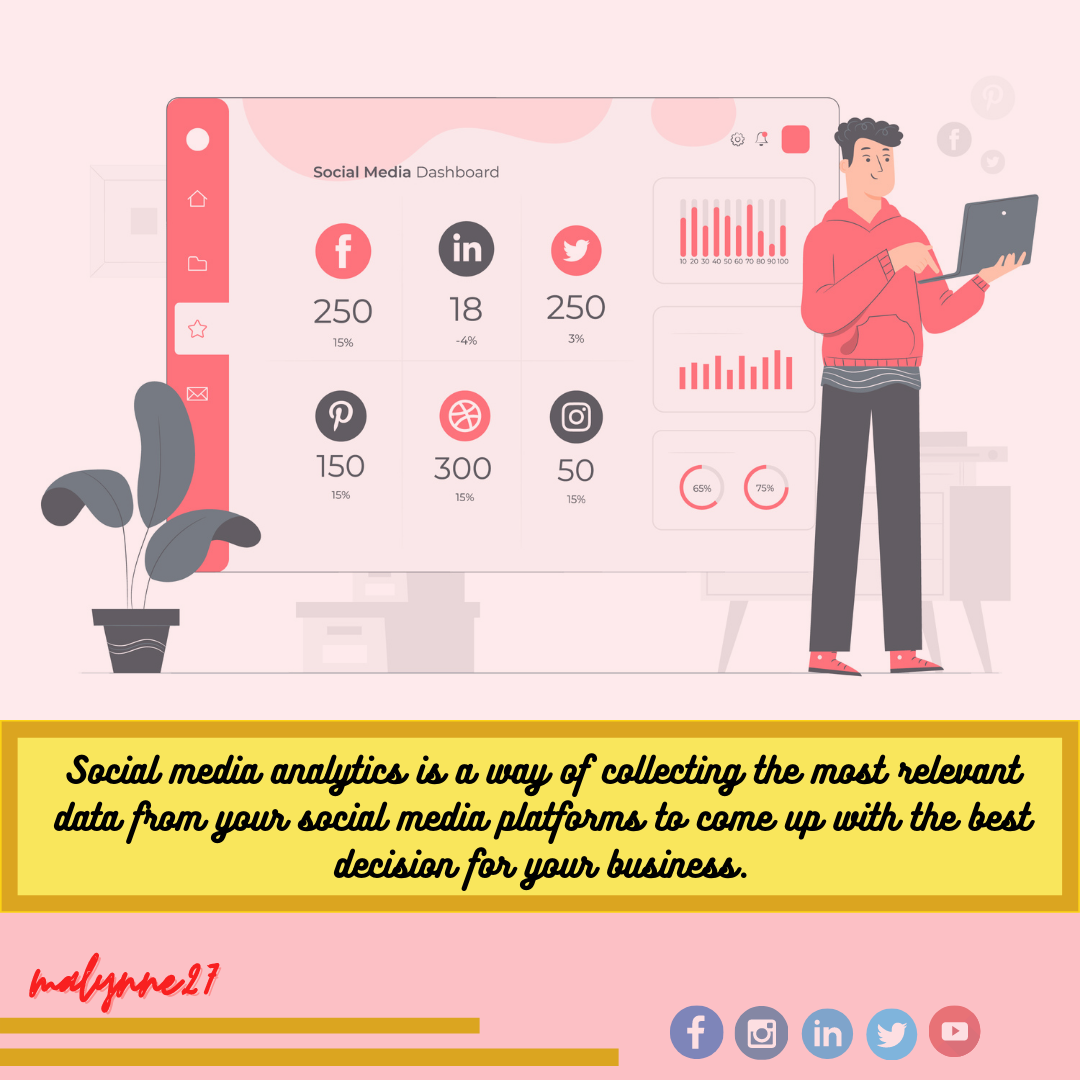 Social Media Dashboard
250
18
250
15%
-4%
3%
150
300
50
15%
15%
15%
10 20 30 40 50 60 70 80 90 100
65%
75%
Social media analytics is a way of collecting the most relevant
data from your social media platforms to come up with the best
decision for your business.
malynne27